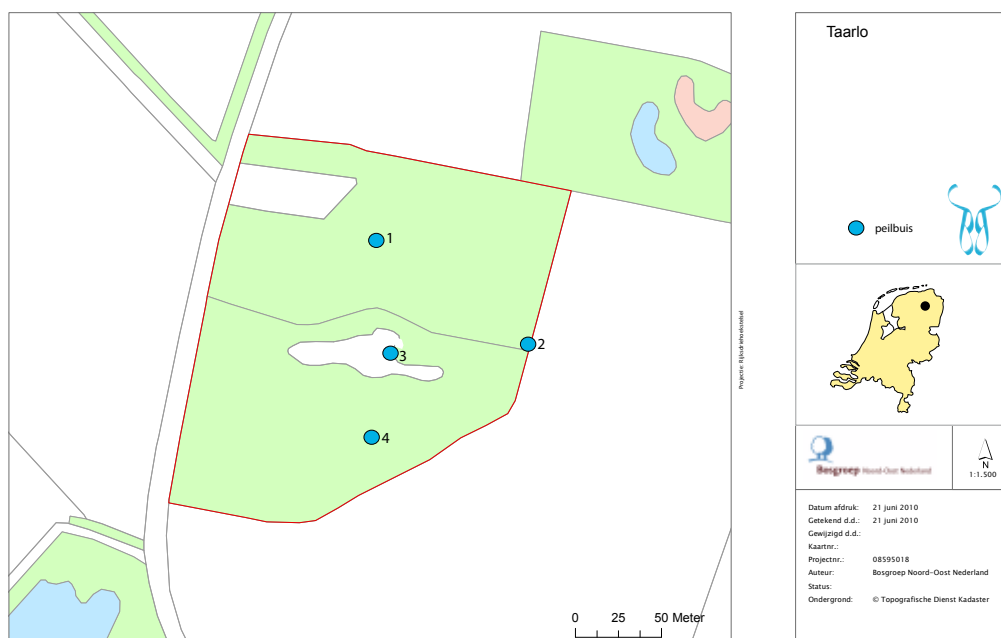 Taarlo
peilbuis
1
2
3
4
Projectie: Rijksdriehoeksstelsel
Bosgroep Noord-Oost Nederland
N
1:1.500
Datum afdruk: 21 juni 2010
Getekend d.d.: 21 juni 2010
Gewijzigd d.d.:
Kaartnr.:
Projectnr.: 08595018
Auteur: Bosgroep Noord-Oost Nederland
Status:
Ondergrond: © Topografische Dienst Kadaster
0 25 50 Meter